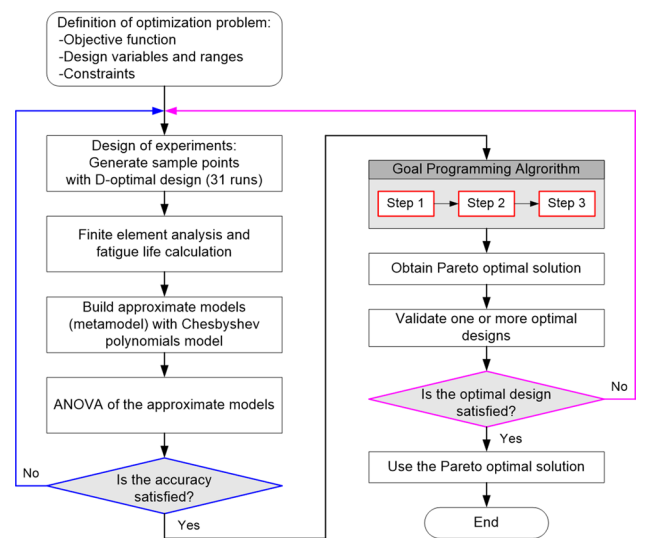 Definition of optimization problem:
-Objective function
-Design variables and ranges
-Constraints
Design of experiments:
Generate sample points
with D-optimal design (31 runs)
Finite element analysis and
fatigue life calculation
Build approximate models
(metamodel) with Chesbyshev
polynomials model
ANOVA of the approximate models
No
Is the accuracy
satisfied?
Yes
Goal Programming Algorithm
Step 1
Step 2
Step 3
Obtain Pareto optimal solution
Validate one or more optimal
designs
Is the optimal design
satisfied?
No
Yes
Use the Pareto optimal solution
End